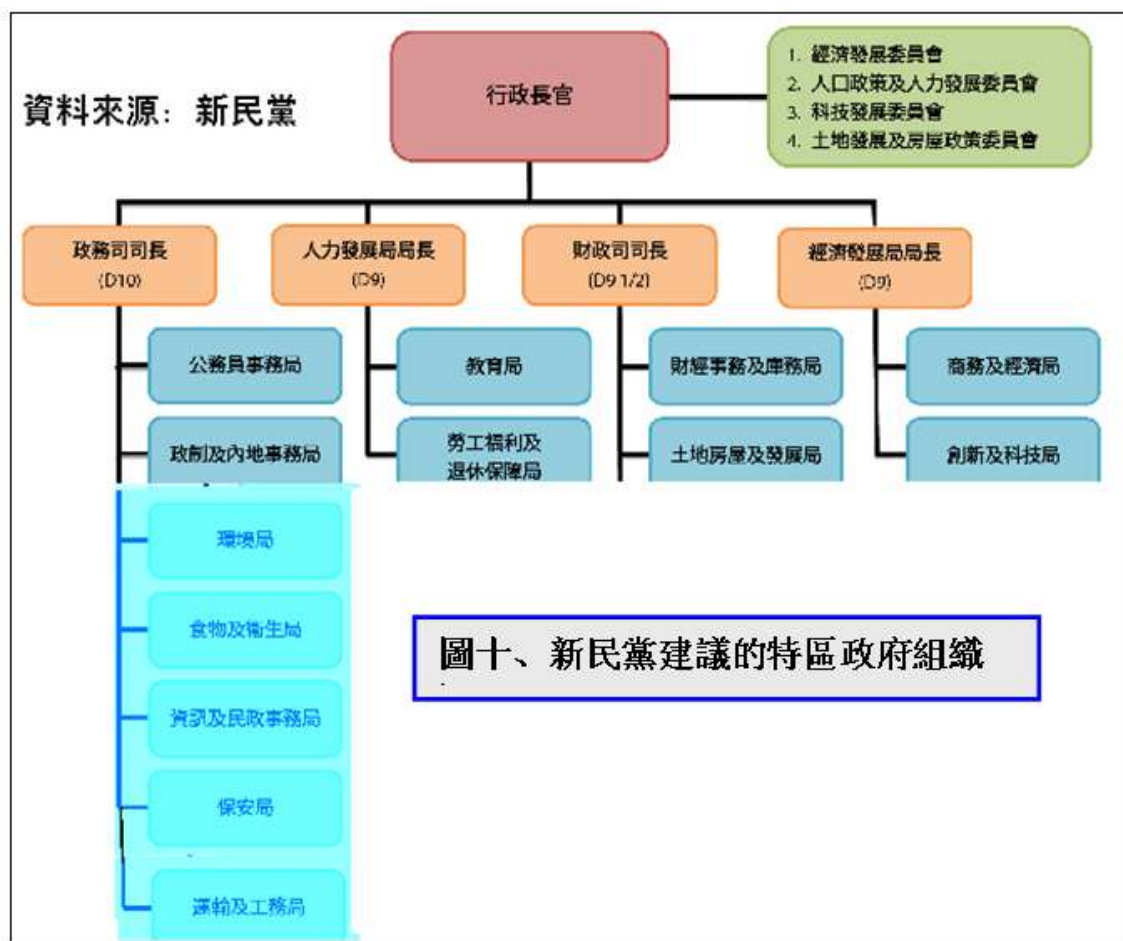 資料來源：新民黨
行政長官
1. 經濟發展委員會
2. 人口政策及人力發展委員會
3. 科技發展委員會
4. 土地發展及房屋政策委員會
政務司司長
(D10)
人力發展局局長
(D9)
財政司司長
(D9 1/2)
經濟發展局局長
(D9)
公務員事務局
教育局
財經事務及庫務局
商務及經濟局
政制及內地事務局
勞工福利及
退休保障局
土地房屋及發展局
創新及科技局
環境局
食物及衞生局
資訊及民政事務局
保安局
運輸及工務局
圖十、新民黨建議的特區政府組織